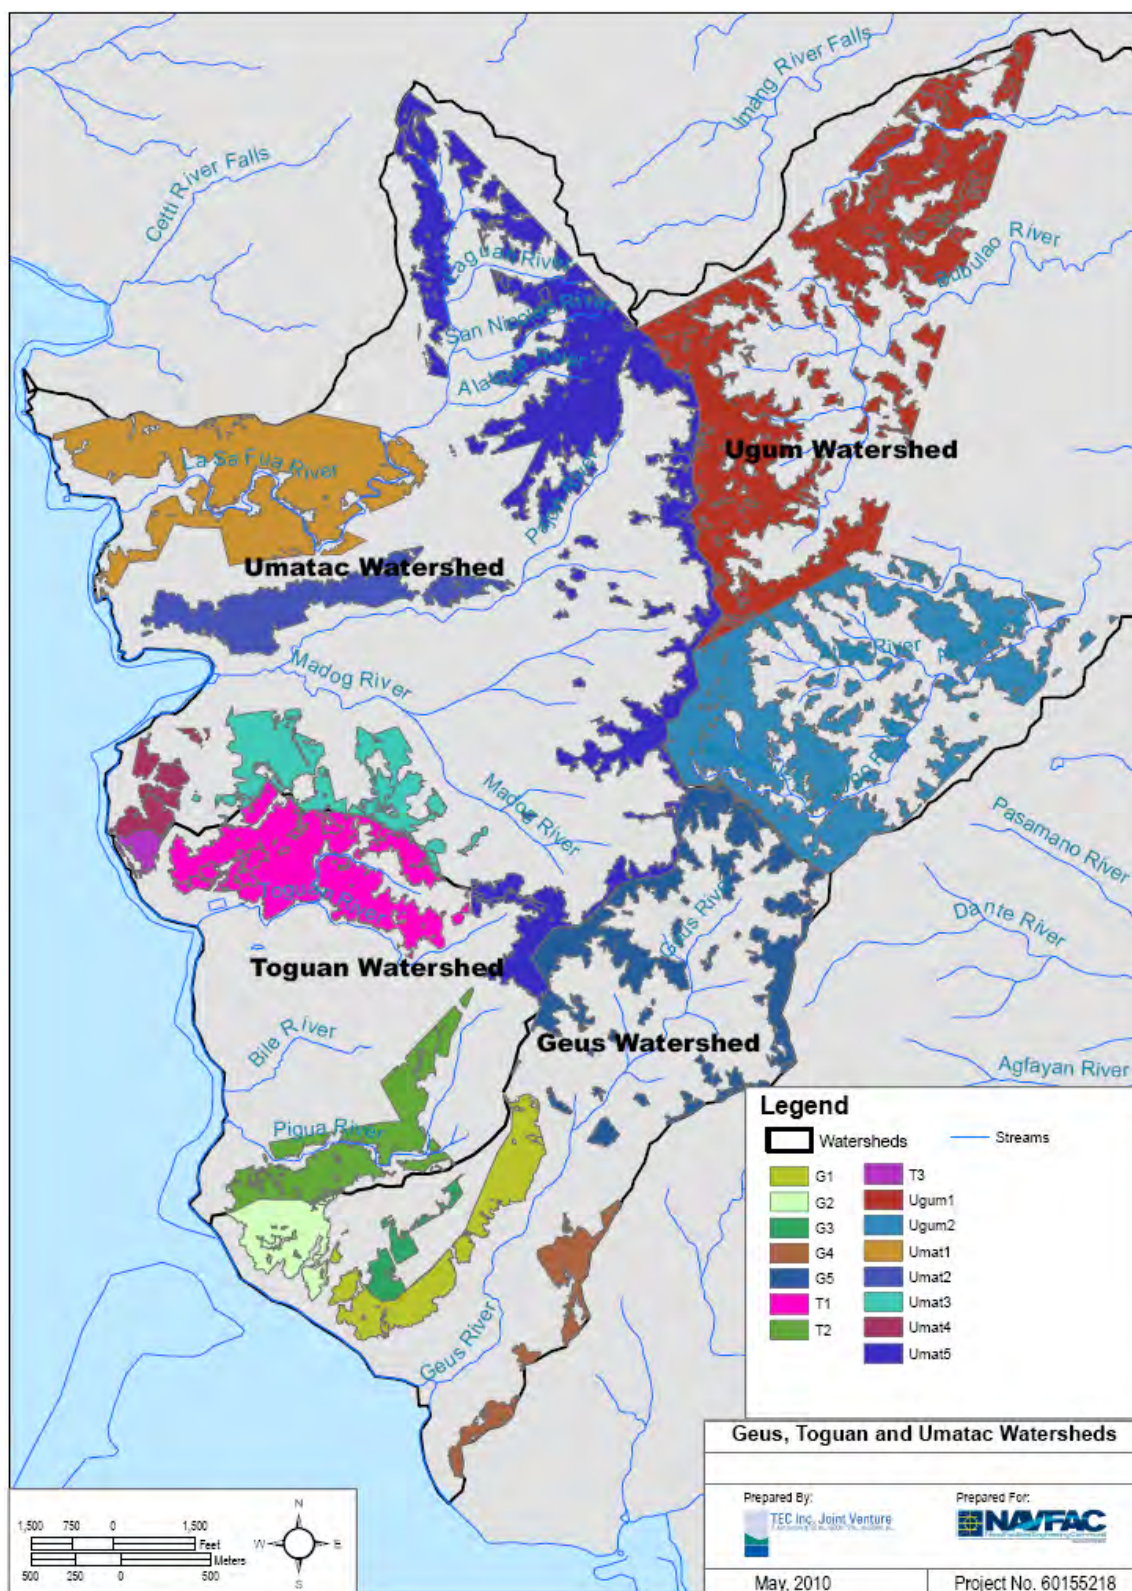 Imang River Falls
Cetti River Falls
Laguan River
San Nicolas River
Bubulao River
La Sa Fua River
Ugum Watershed
Umatac Watershed
Madog River
River
Madog River
Pasamano River
Toguan River
Geus River
Dante River
Toguan Watershed
Bile River
Geus Watershed
Agfayan River
Pigua River
Geus River
Legend
Watersheds
Streams
G1
G2
G3
G4
G5
T1
T2
T3
Ugum1
Ugum2
Umat1
Umat2
Umat3
Umat4
Umat5
Geus, Toguan and Umatac Watersheds
Prepared By:
TEC Inc. Joint Venture
Prepared For:
NAVFAC
May, 2010
Project No. 60155218
N
W E
S
1,500 750 0 1,500
Feet
Meters
500 250 0 500